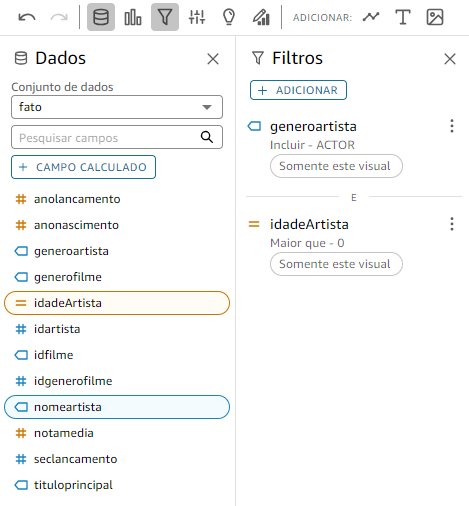 ADICIONAR:
Dados
Conjunto de dados
fato
Pesquisar campos
+ CAMPO CALCULADO
anolancamento
anonascimento
generoartista
generofilme
idadeArtista
idartista
idfilme
idgenerofilme
nomeartista
notamedia
seclancamento
tituloprincipal
Filtros
+ ADICIONAR
generoartista
Incluir - ACTOR
Somente este visual
E
idadeArtista
Maior que - 0
Somente este visual